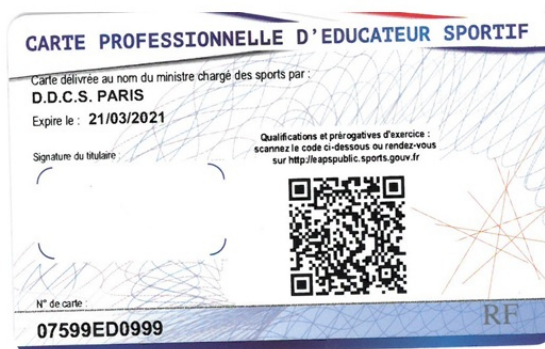 CARTE PROFESSIONNELLE D'EDUCATEUR SPORTIF
Carte délivrée au nom du ministre chargé des sports par :
D.D.C.S. PARIS
Expire le : 21/03/2021
Qualifications et prérogatives d'exercice :
scannez le code ci-dessous ou rendez-vous
sur http://eapspublic.sports.gouv.fr
Signature du titulaire
N° de carte :
07599ED0999
RF